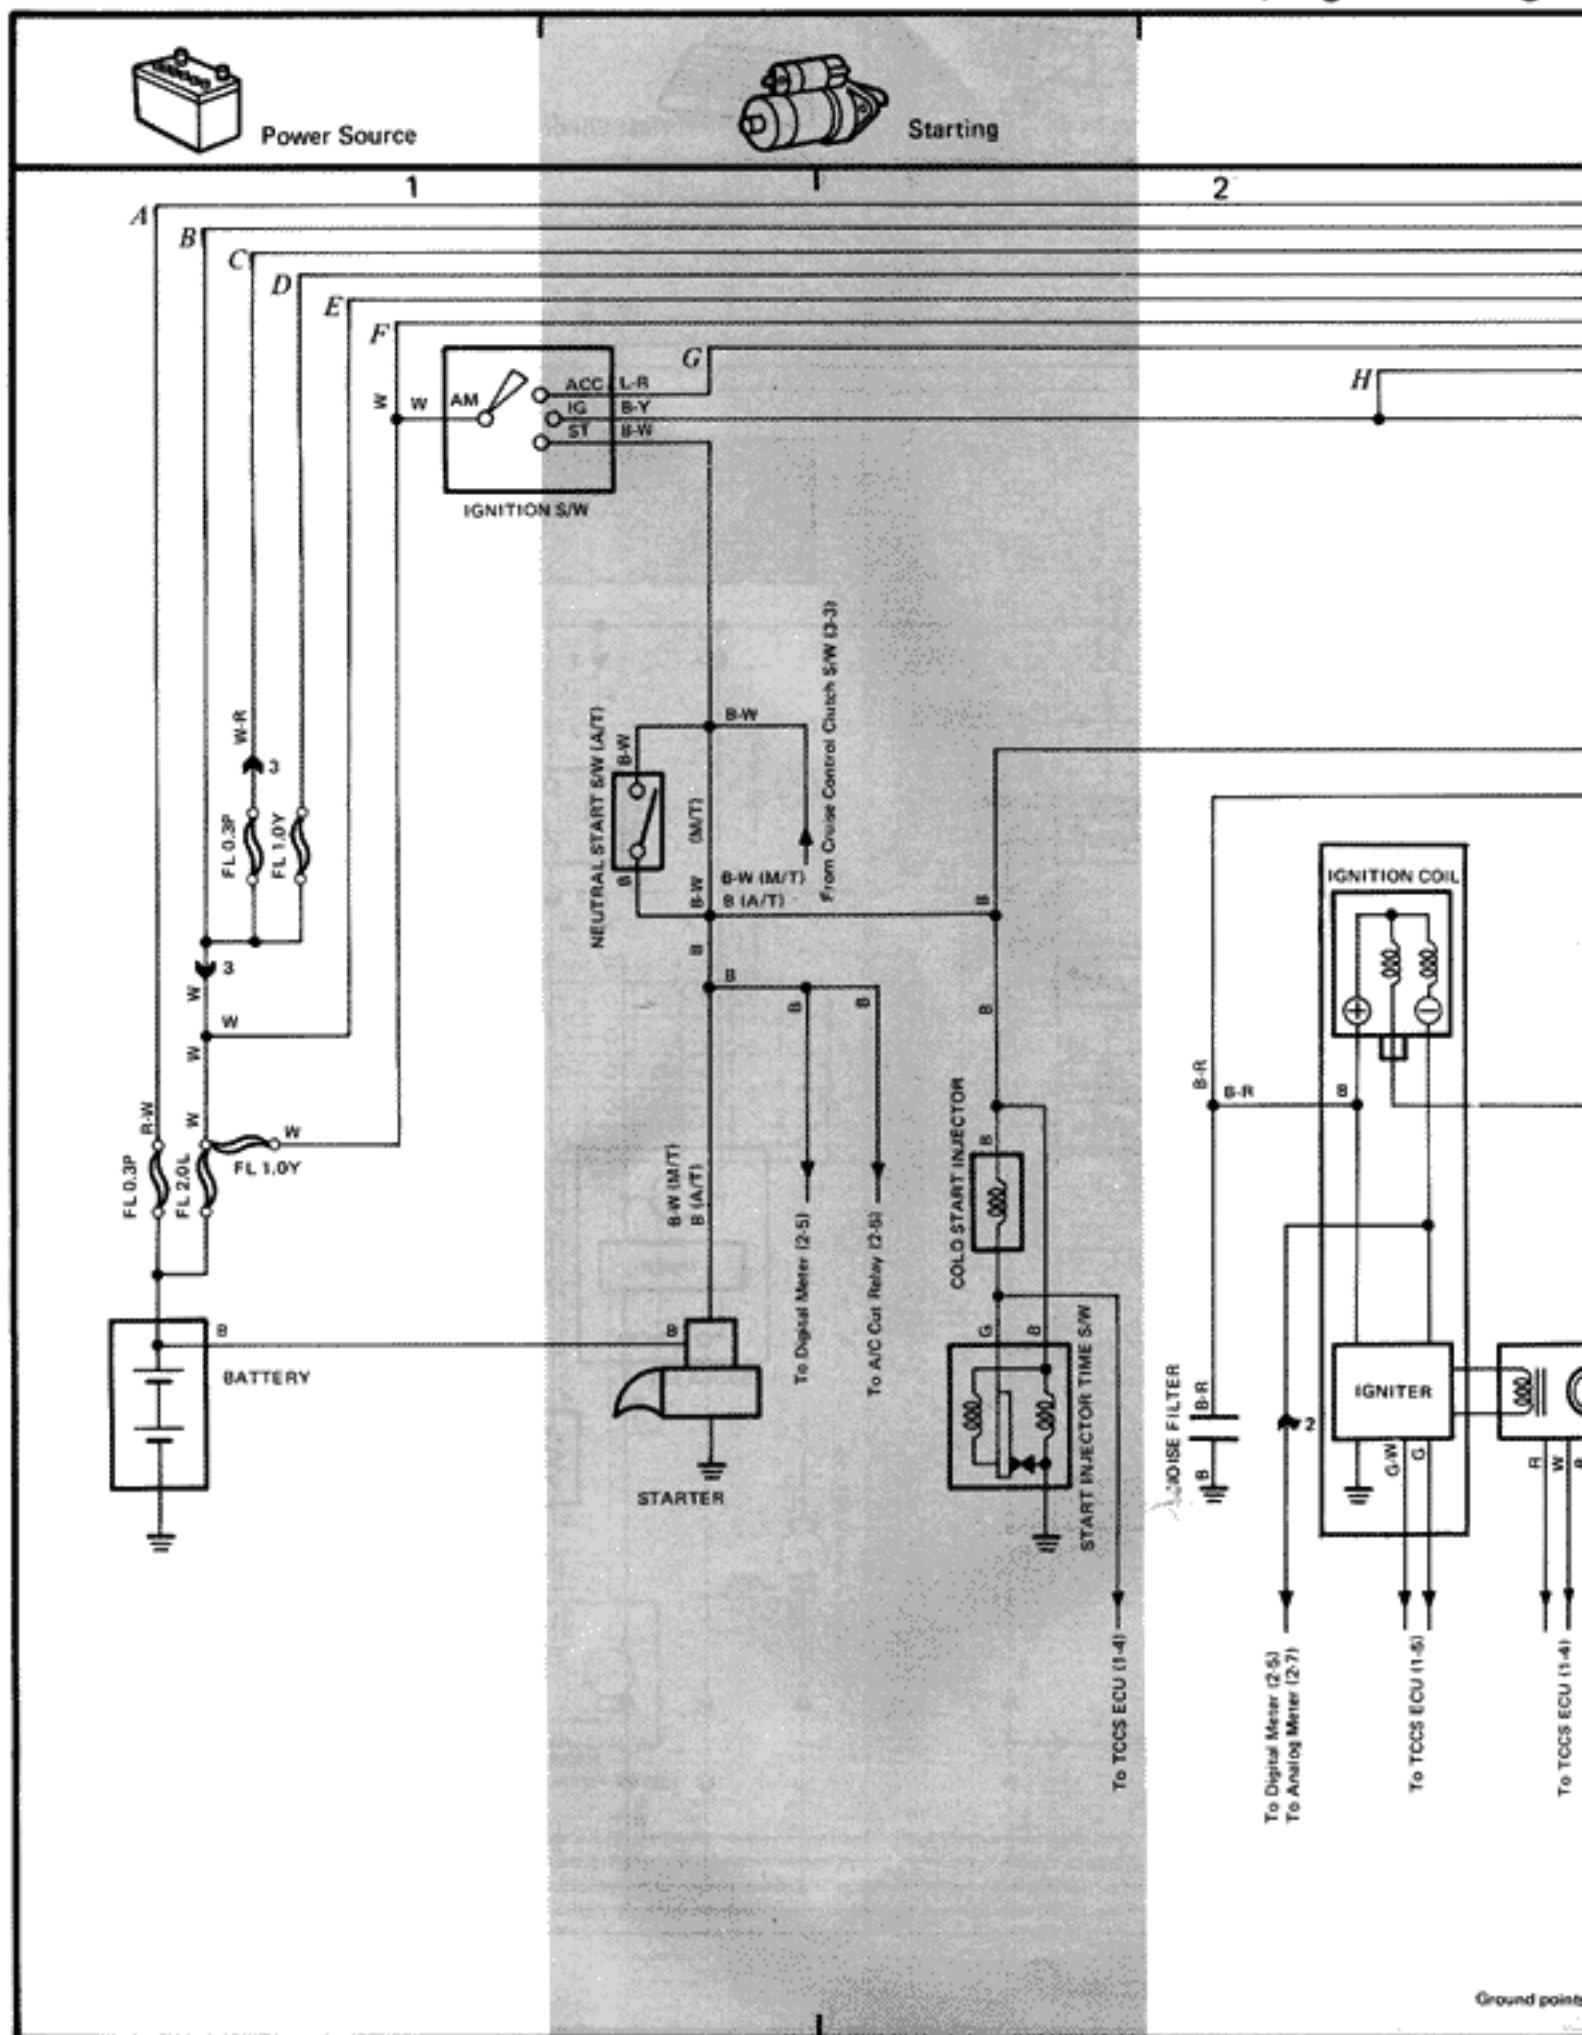 Power Source
Starting
1
2
A
B
C
D
E
F
G
H
W
W
AM
ACC
L-R
IG
B-Y
ST
B-W
IGNITION S/W
W-R
3
FL 0.3P
FL 1.0Y
3
W
W
W
W
W
R-W
FL 0.3P
FL 2.0L
FL 1.0Y
B
BATTERY
NEUTRAL START S/W (A/T)
B-W
B
B-W
(M/T)
B-W
B-W (M/T)
B (A/T)
From Cruise Control Clutch S/W (3-3)
B
B
B
B
B-W (M/T)
B (A/T)
B
STARTER
To Digital Meter (2-5)
To A/C Cut Relay (2-5)
B
B
B
COLD START INJECTOR
G
B
START INJECTOR TIME S/W
To TCCS ECU (1-4)
B-R
B-R
B
B-R
B
NOISE FILTER
IGNITION COIL
+
−
IGNITER
2
G-W
G
R
W
To Digital Meter (2-5)
To Analog Meter (2-7)
To TCCS ECU (1-5)
To TCCS ECU (1-4)
Ground points